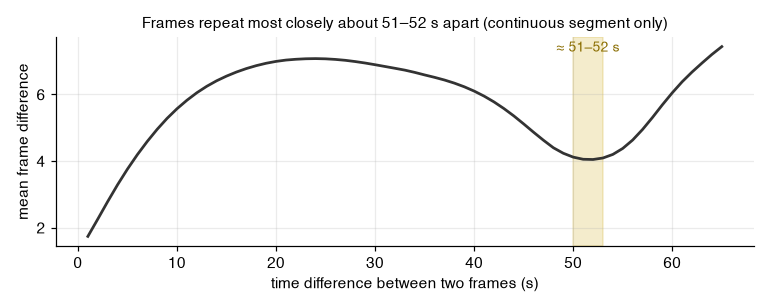 Frames repeat most closely about 51–52 s apart (continuous segment only)
≈ 51–52 s
mean frame difference
6
4
2
0 10 20 30 40 50 60
time difference between two frames (s)